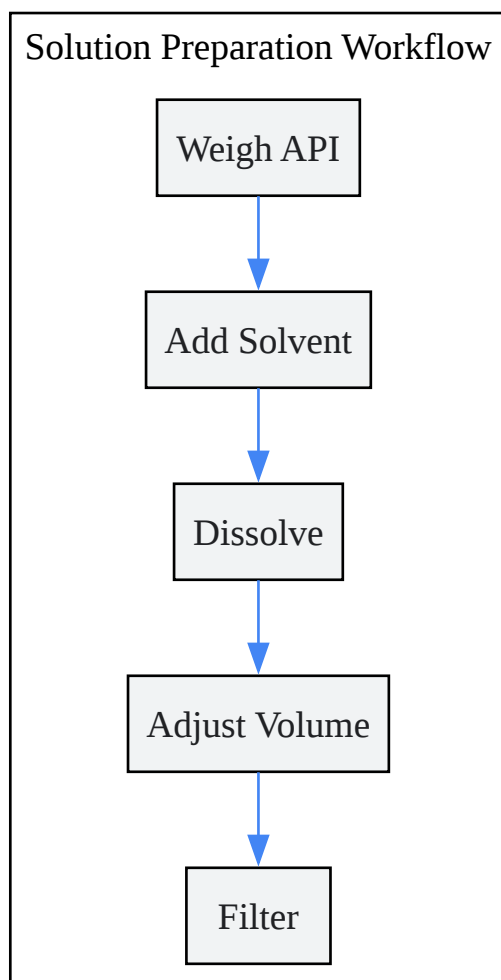 Solution Preparation Workflow
Weigh API
Add Solvent
Dissolve
Adjust Volume
Filter